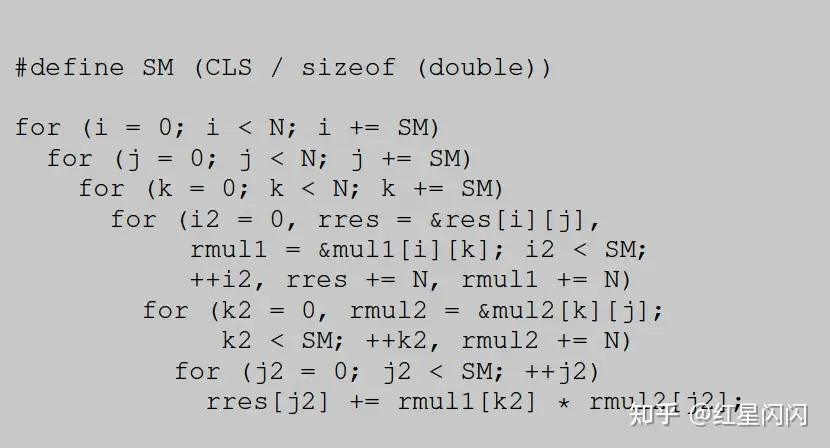 #define SM (CLS / sizeof (double))
for (i = 0; i < N; i += SM)
for (j = 0; j < N; j += SM)
for (k = 0; k < N; k += SM)
for (i2 = 0, rres = &res[i][j],
rmul1 = &mul1[i][k]; i2 < SM;
++i2, rres += N, rmul1 += N)
for (k2 = 0, rmul2 = &mul2[k][j];
k2 < SM; ++k2, rmul2 += N)
for (j2 = 0; j2 < SM; ++j2)
rres[j2] += rmul1[k2] * rmul2[j2];
知乎 @红星闪闪